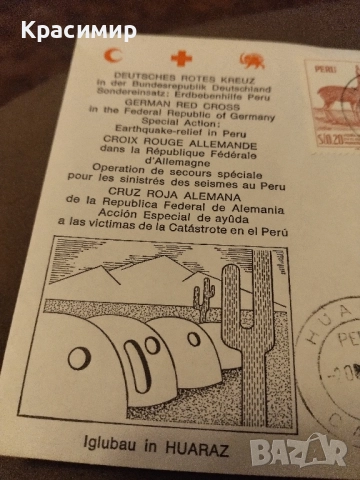 Красимир
DEUTSCHES ROTES KREUZ
in der Bundesrepublik Deutschland
Sondereinsatz: Erdbebenhilfe Peru
GERMAN RED CROSS
in the Federal Republic of Germany
Special Action:
Earthquake-relief in Peru
CROIX ROUGE ALLEMANDE
dans la République Fédérale
d'Allemagne
Operation de secours spéciale
pour les sinistrés des seismes au Peru
CRUZ ROJA ALEMANA
de la Republica Federal de Alemania
Acción Especial de ayûda
a las victimas de la Catástrote en el Perú
PERU
S/0.20
HUA
PE
Iglubau in HUARAZ
bazar